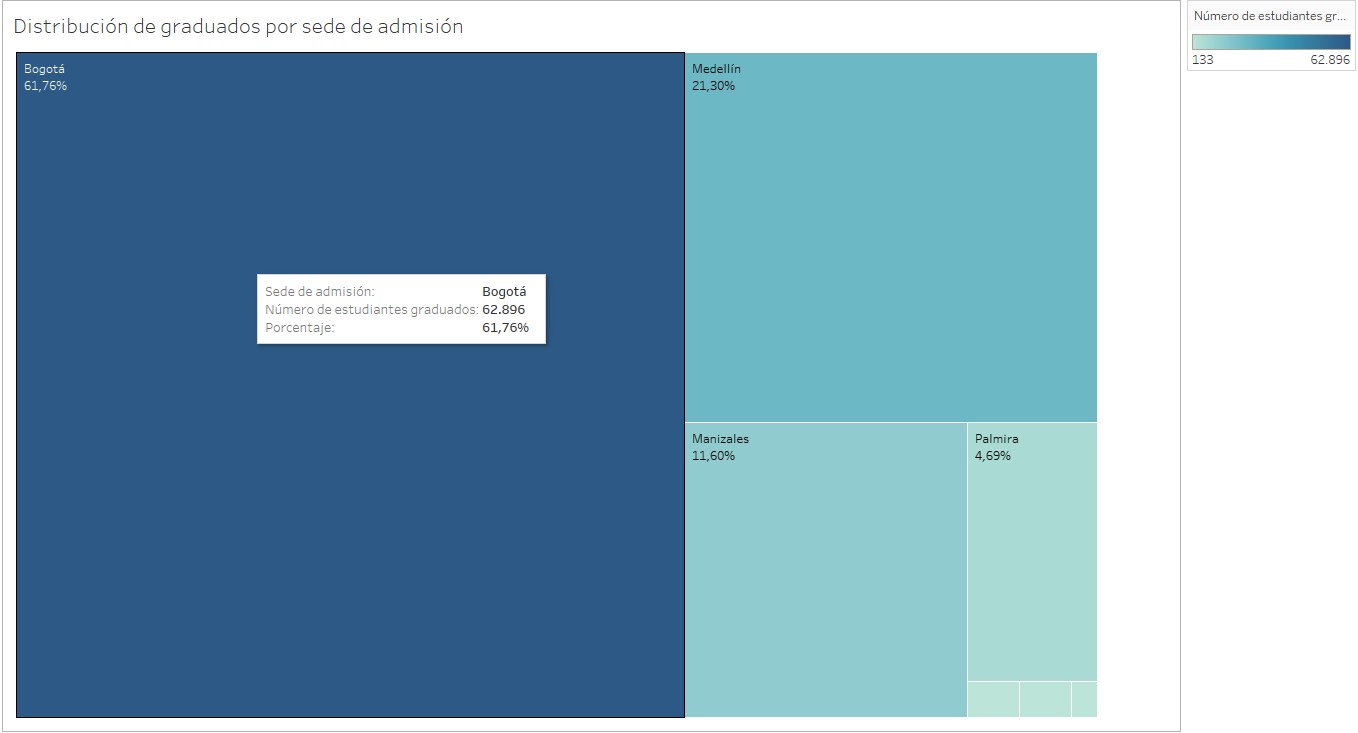 Distribución de graduados por sede de admisión
Número de estudiantes gr...
133 62.896
Bogotá
61,76%
Medellín
21,30%
Sede de admisión: Bogotá
Número de estudiantes graduados: 62.896
Porcentaje: 61,76%
Manizales
11,60%
Palmira
4,69%